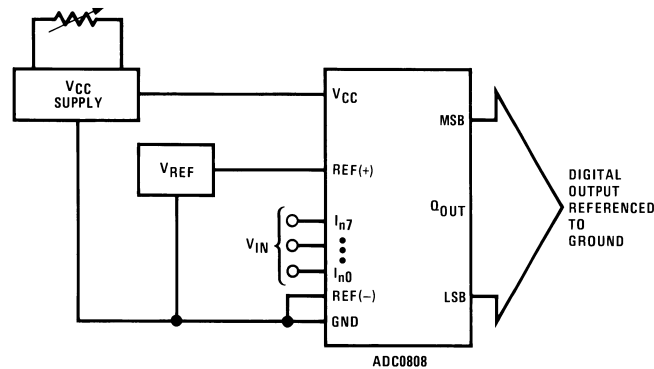 VCC
SUPPLY
VCC
MSB
VREF
REF(+)
DIGITAL
OUTPUT
REFERENCED
TO
GROUND
QOUT
VIN
In7
In0
REF(−)
LSB
GND
ADC0808